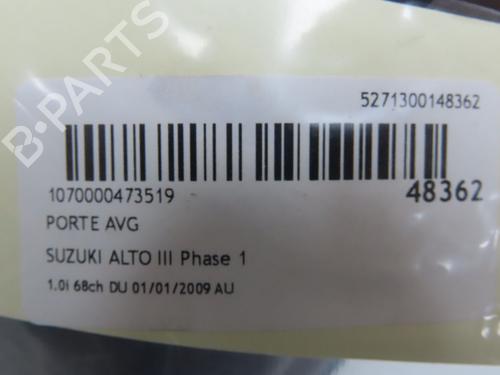 5271300148362
B-PARTS
1070000473519
48362
PORTE AVG
SUZUKI ALTO III Phase 1
1.0i 68ch DU 01/01/2009 AU